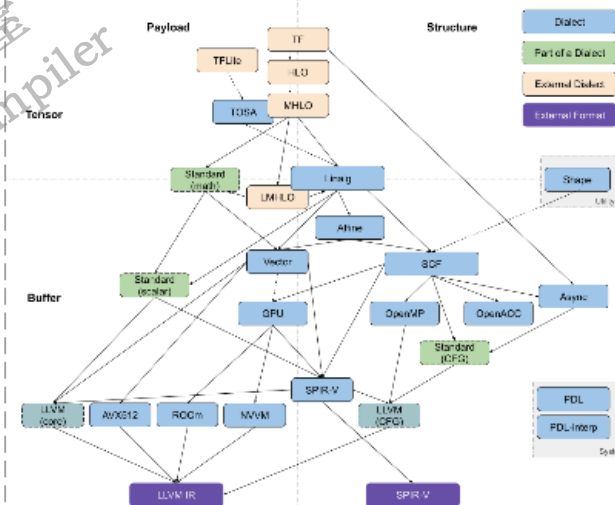 Payload
Structure
TF
Dialect
TFLite
Part of a Dialect
HLO
External Dialect
MHLO
TOSA
External Format
Tensor
Standard
(math)
Linalg
LMHLO
Shape
Utility
Affine
Vector
SCF
Standard
(scalar)
Buffer
Async
GPU
OpenMP
OpenACC
Standard
(CFG)
SPIR-V
PDL
LLVM
(core)
AVX512
ROCm
NVVM
LLVM
(CFG)
PDL-Interp
LLVM IR
SPIR-V